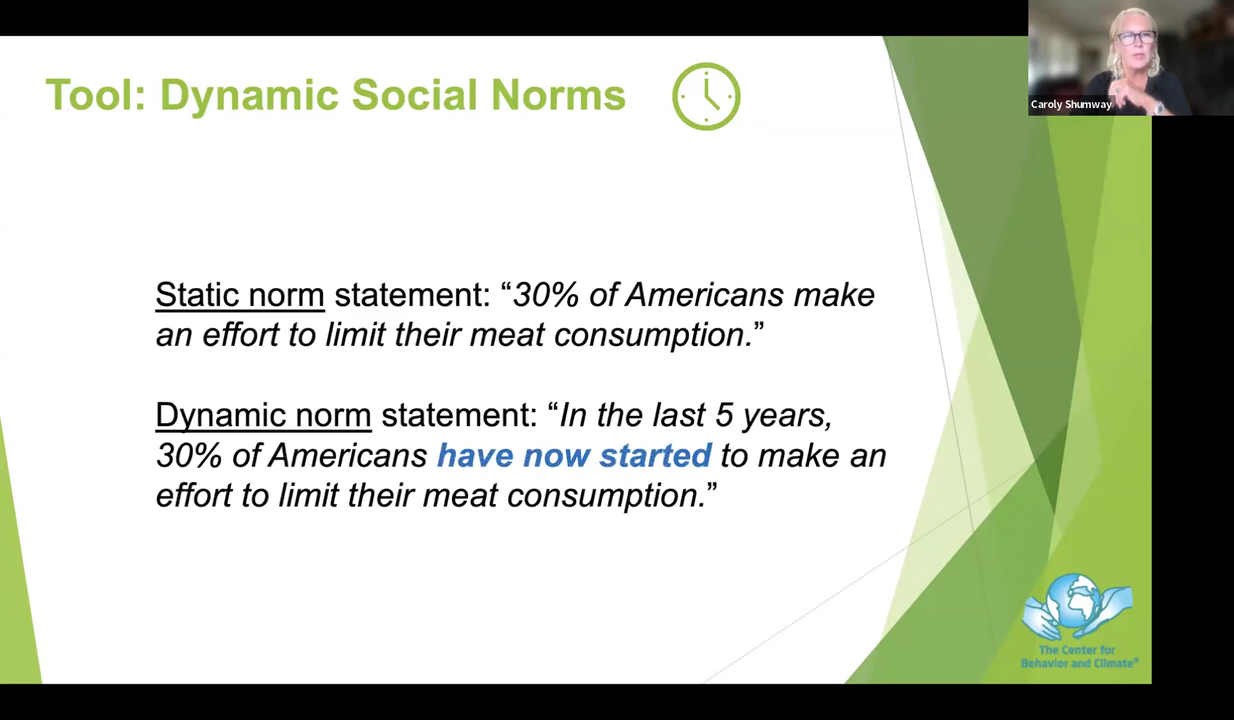 Tool: Dynamic Social Norms
Caroly Shumway
Static norm statement: “30% of Americans make
an effort to limit their meat consumption.”
Dynamic norm statement: “In the last 5 years,
30% of Americans have now started to make an
effort to limit their meat consumption.”
The Center for
Behavior and Climate®